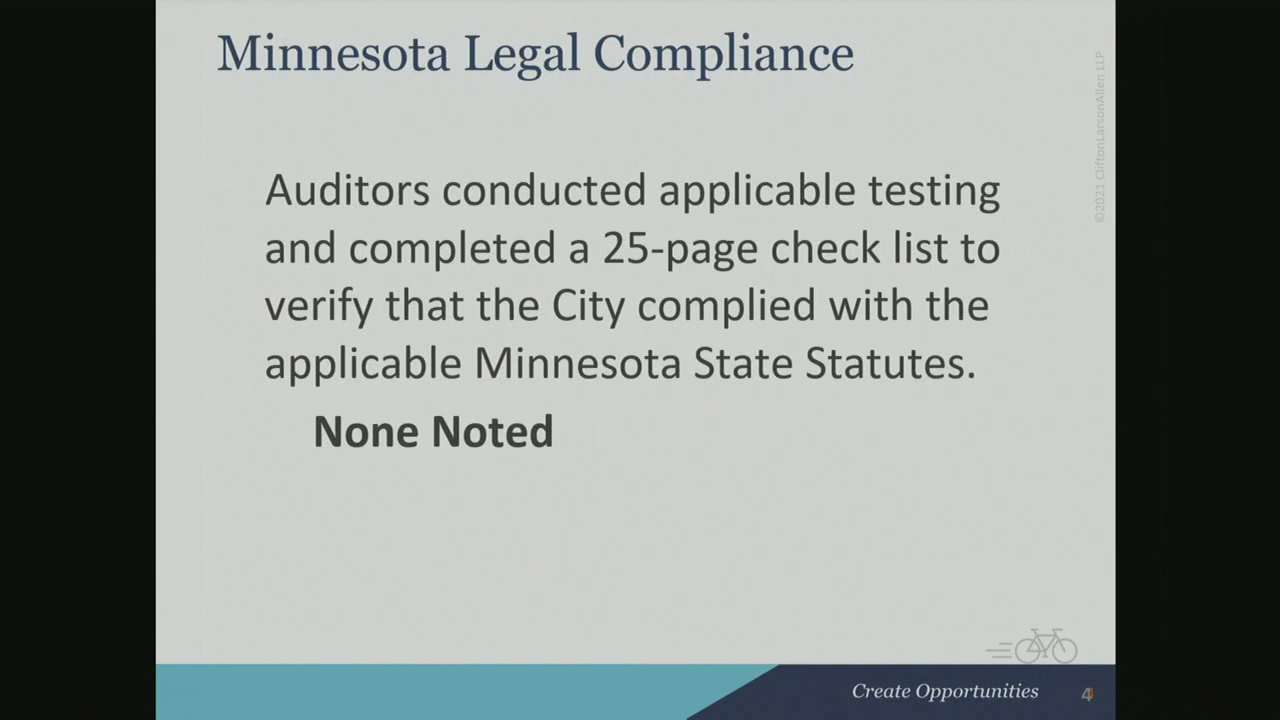 Minnesota Legal Compliance
©2021 CliftonLarsonAllen LLP
Auditors conducted applicable testing
and completed a 25-page check list to
verify that the City complied with the
applicable Minnesota State Statutes.
None Noted
Create Opportunities
4